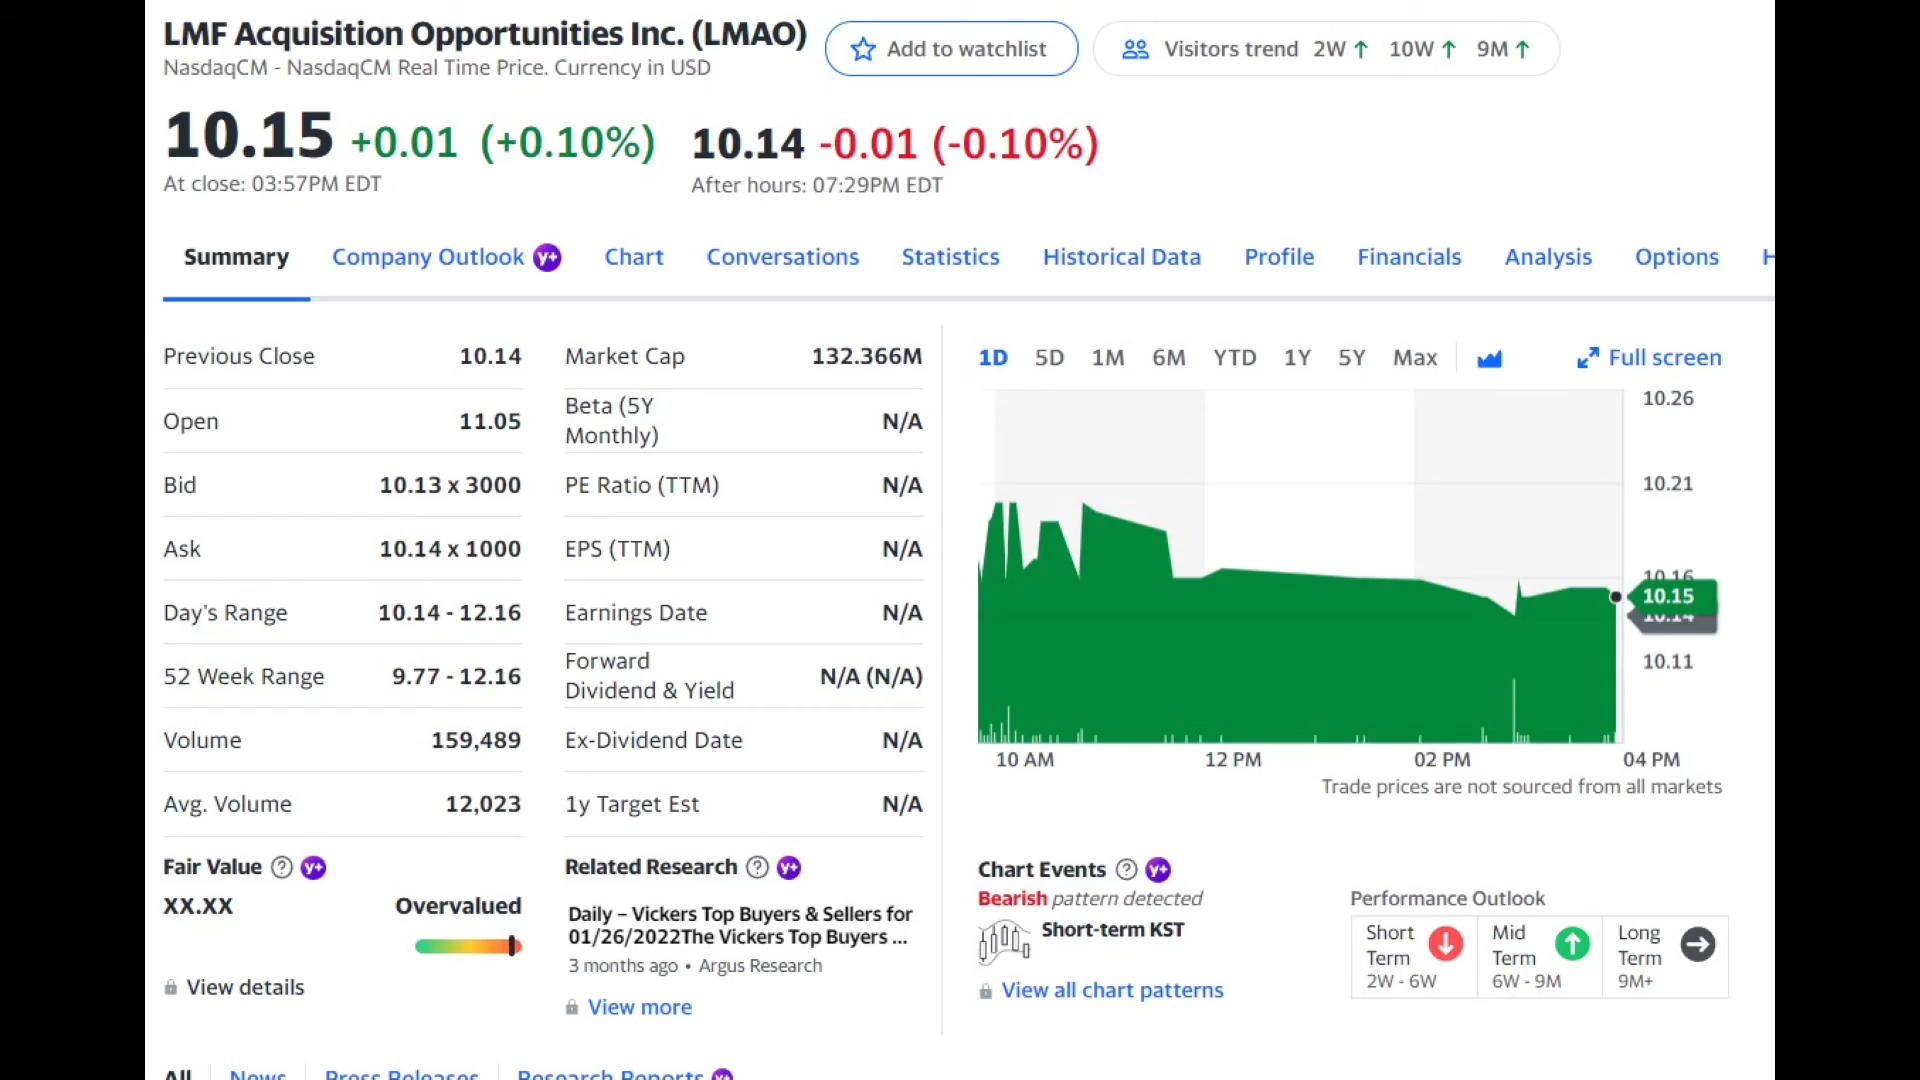 LMF Acquisition Opportunities Inc. (LMAO)
NasdaqCM - NasdaqCM Real Time Price. Currency in USD
Add to watchlist
Visitors trend 2W 10W 9M
10.15 +0.01 (+0.10%)
At close: 03:57PM EDT
10.14 -0.01 (-0.10%)
After hours: 07:29PM EDT
Summary Company Outlook Y+ Chart Conversations Statistics Historical Data Profile Financials Analysis Options H
Previous Close 10.14
Open 11.05
Bid 10.13 x 3000
Ask 10.14 x 1000
Day's Range 10.14 - 12.16
52 Week Range 9.77 - 12.16
Volume 159,489
Avg. Volume 12,023
Market Cap 132.366M
Beta (5Y
Monthly) N/A
PE Ratio (TTM) N/A
EPS (TTM) N/A
Earnings Date N/A
Forward
Dividend & Yield N/A (N/A)
Ex-Dividend Date N/A
1y Target Est N/A
1D 5D 1M 6M YTD 1Y 5Y Max Full screen
10.26
10.21
10.16
10.15
10.14
10.11
10 AM 12 PM 02 PM 04 PM
Trade prices are not sourced from all markets
Fair Value ? y+
XX.XX Overvalued
View details
Related Research ? y+
Daily – Vickers Top Buyers & Sellers for
01/26/2022The Vickers Top Buyers ...
3 months ago • Argus Research
View more
Chart Events ? y+
Bearish pattern detected
Short-term KST
View all chart patterns
Performance Outlook
Short
Term
2W - 6W
Mid
Term
6W - 9M
Long
Term
9M+
All News Press Releases Research Reports y+